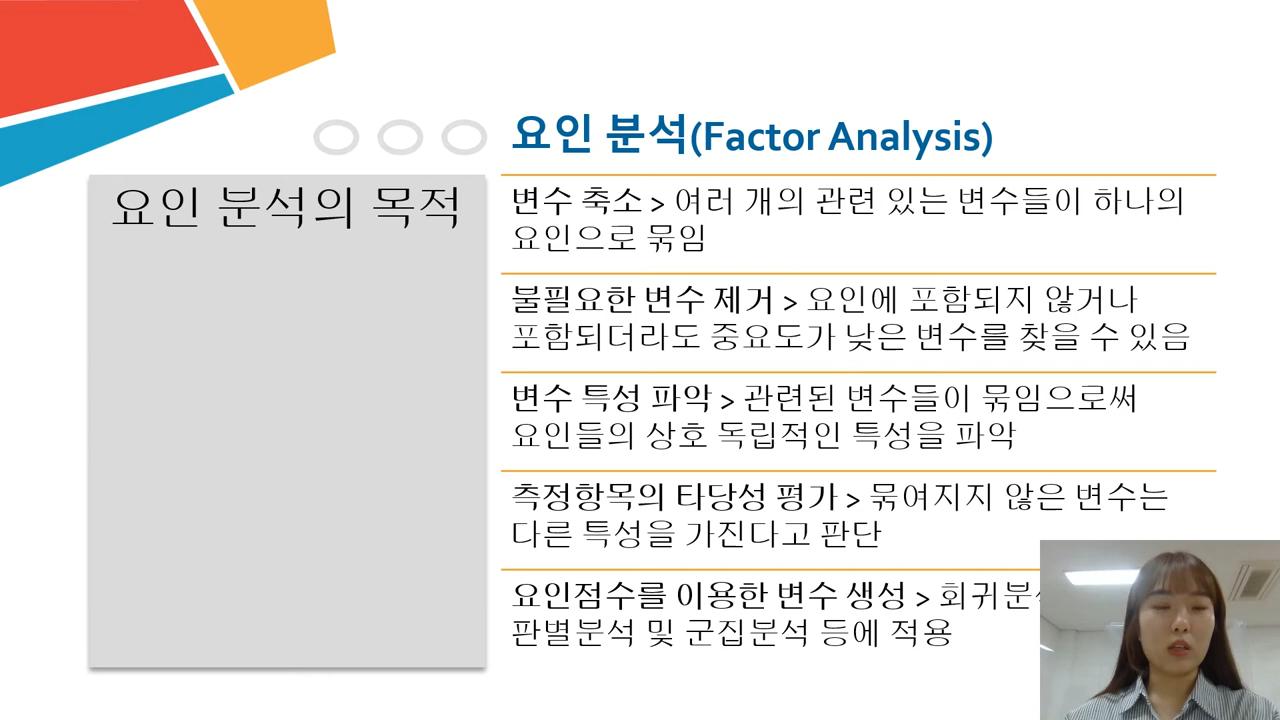 요인 분석(Factor Analysis)
요인 분석의 목적
변수 축소 > 여러 개의 관련 있는 변수들이 하나의
요인으로 묶임
불필요한 변수 제거 > 요인에 포함되지 않거나
포함되더라도 중요도가 낮은 변수를 찾을 수 있음
변수 특성 파악 > 관련된 변수들이 묶임으로써
요인들의 상호 독립적인 특성을 파악
측정항목의 타당성 평가 > 묶여지지 않은 변수는
다른 특성을 가진다고 판단
요인점수를 이용한 변수 생성 >
판별분석 및 군집분석 등에 적용